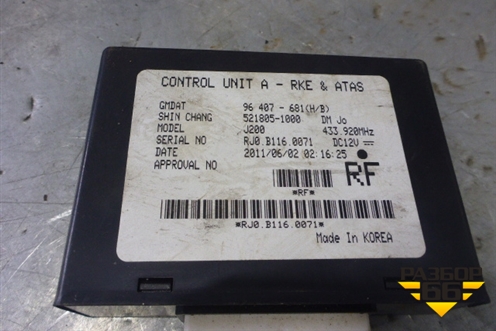 CONTROL UNIT A - RKE & ATAS
GMDAT 96 407 - 681(H/B)
SHIN CHANG 521805-1000 DM Jo
MODEL J200 433.920MHz
SERIAL NO RJ0.B116.0071 DC12V
DATE 2011/06/02 02:16:25
APPROVAL NO
RF
*RF*
*RJ0.B116.0071*
Made In KOREA
РАЗБОР
66